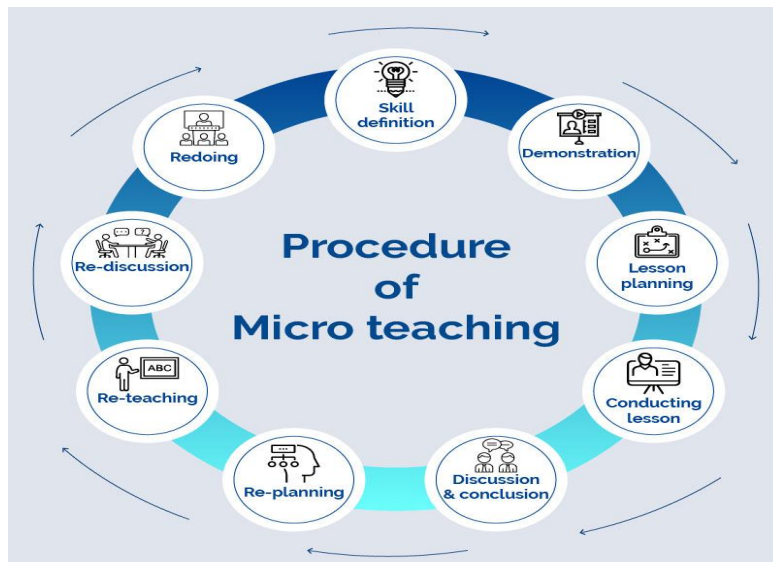 Procedure
of
Micro teaching
Skill
definition
Demonstration
Lesson
planning
Conducting
lesson
Discussion
& conclusion
Re-planning
Re-teaching
ABC
Re-discussion
Redoing